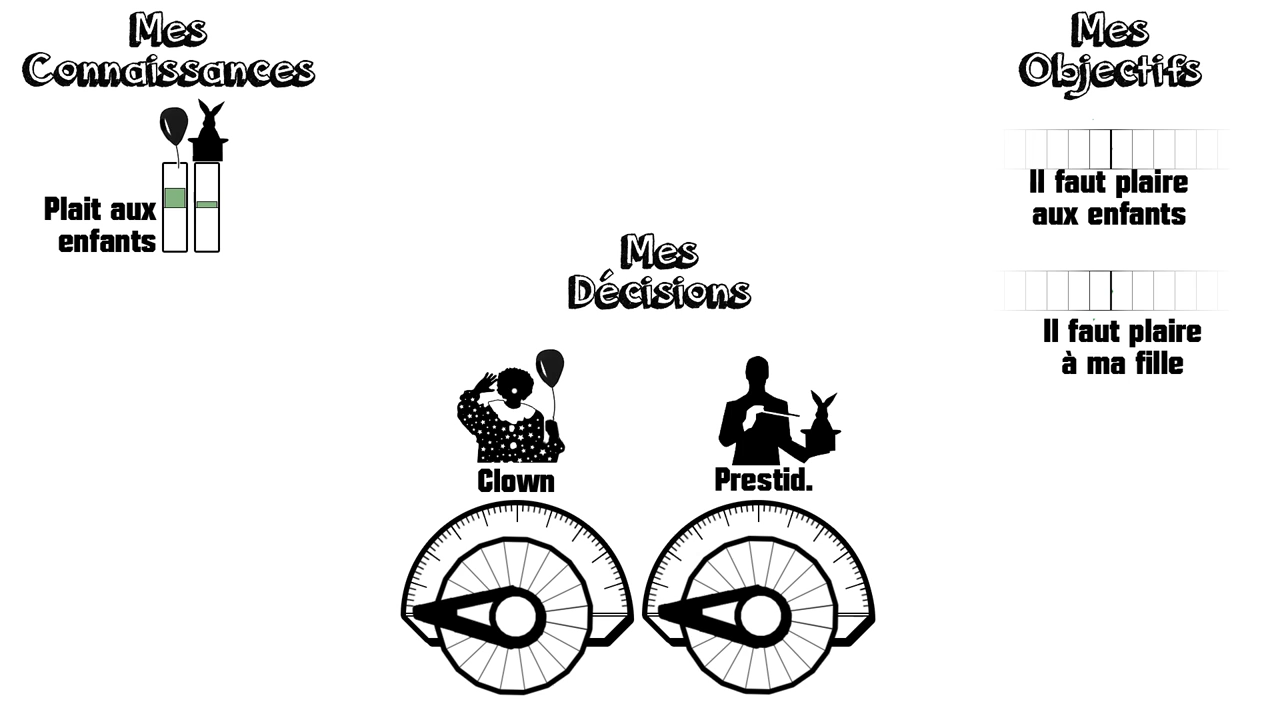 Mes
Connaissances
Plait aux
enfants
Mes
Décisions
Clown
Prestid.
Mes
Objectifs
Il faut plaire
aux enfants
Il faut plaire
à ma fille